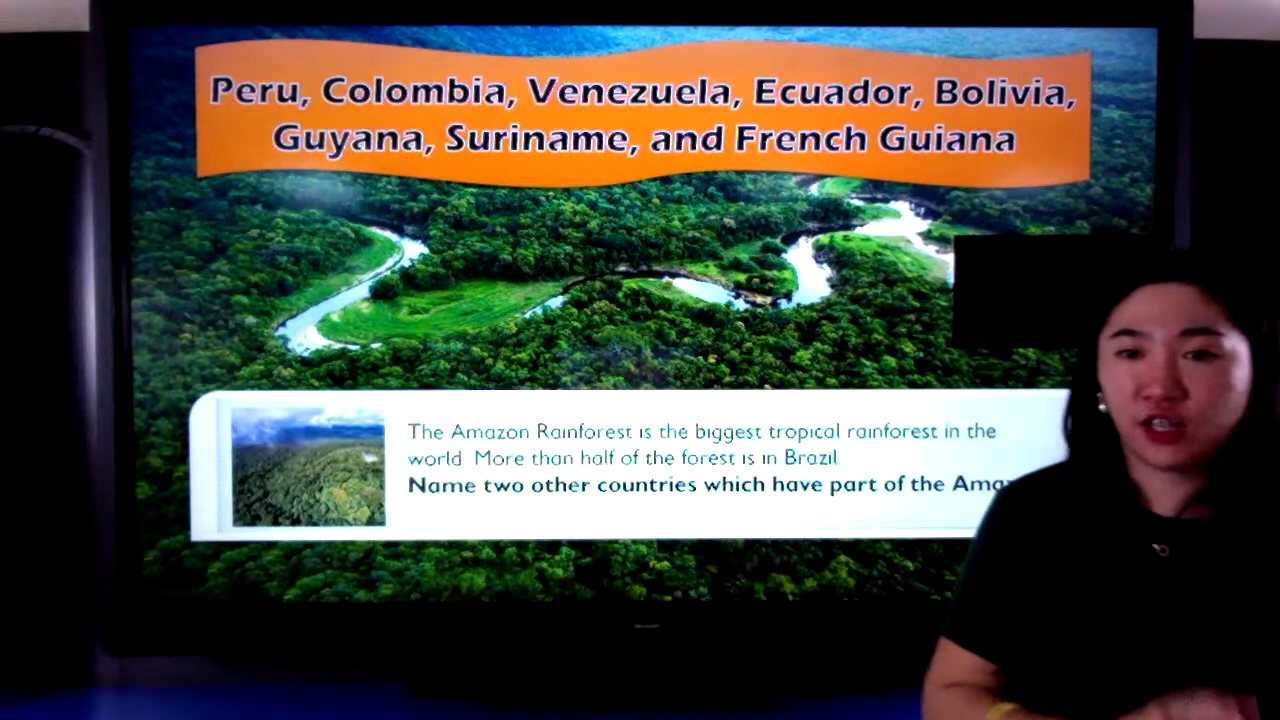 Peru, Colombia, Venezuela, Ecuador, Bolivia,
Guyana, Suriname, and French Guiana
The Amazon Rainforest is the biggest tropical rainforest in the
world. More than half of the forest is in Brazil.
Name two other countries which have part of the Ama
SHARP